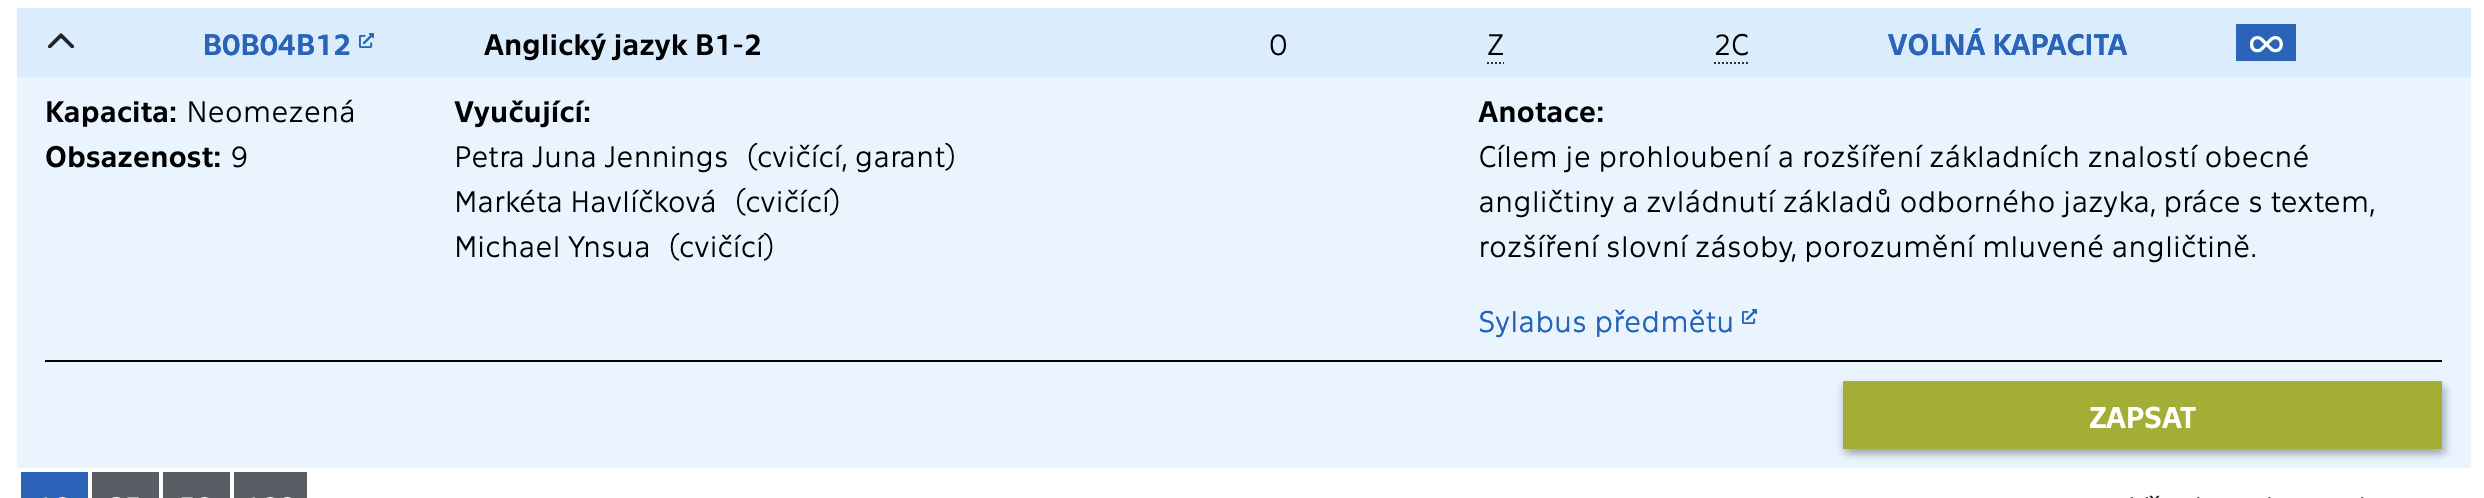 B0B04B12 Anglický jazyk B1-2 0 Z 2C VOLNÁ KAPACITA ∞
Kapacita: Neomezená
Obsazenost: 9
Vyučující:
Petra Juna Jennings (cvičící, garant)
Markéta Havlíčková (cvičící)
Michael Ynsua (cvičící)
Anotace:
Cílem je prohloubení a rozšíření základních znalostí obecné
angličtiny a zvládnutí základů odborného jazyka, práce s textem,
rozšíření slovní zásoby, porozumění mluvené angličtině.
Sylabus předmětu
ZAPSAT